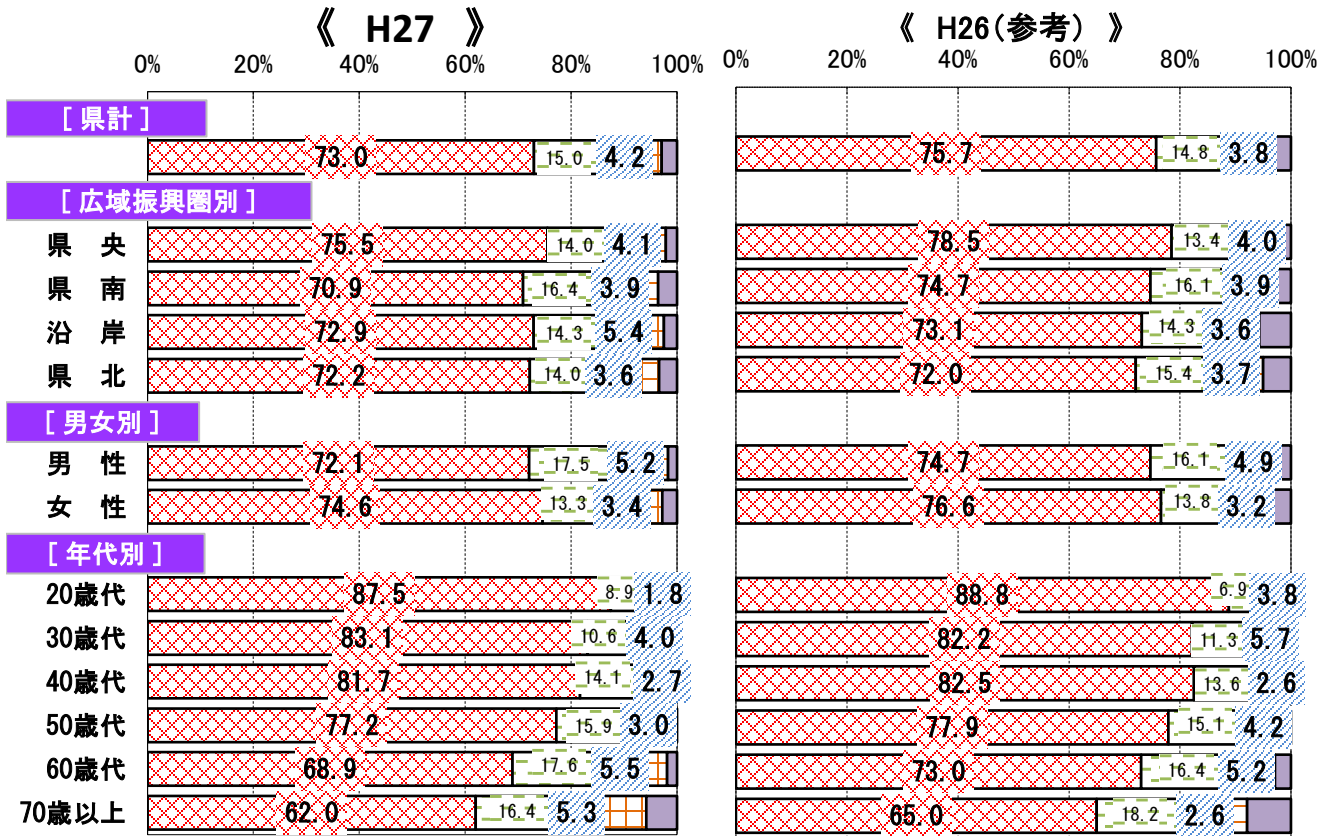 《 H27 》 《 H26(参考) 》
0% 20% 40% 60% 80% 100% 0% 20% 40% 60% 80% 100%
[ 県計 ]
73.0 15.0 4.2 75.7 14.8 3.8
[ 広域振興圏別 ]
県 央 75.5 14.0 4.1 78.5 13.4 4.0
県 南 70.9 16.4 3.9 74.7 16.1 3.9
沿 岸 72.9 14.3 5.4 73.1 14.3 3.6
県 北 72.2 14.0 3.6 72.0 15.4 3.7
[ 男女別 ]
男 性 72.1 17.5 5.2 74.7 16.1 4.9
女 性 74.6 13.3 3.4 76.6 13.8 3.2
[ 年代別 ]
20歳代 87.5 8.9 1.8 88.8 6.9 3.8
30歳代 83.1 10.6 4.0 82.2 11.3 5.7
40歳代 81.7 14.1 2.7 82.5 13.6 2.6
50歳代 77.2 15.9 3.0 77.9 15.1 4.2
60歳代 68.9 17.6 5.5 73.0 16.4 5.2
70歳以上 62.0 16.4 5.3 65.0 18.2 2.6